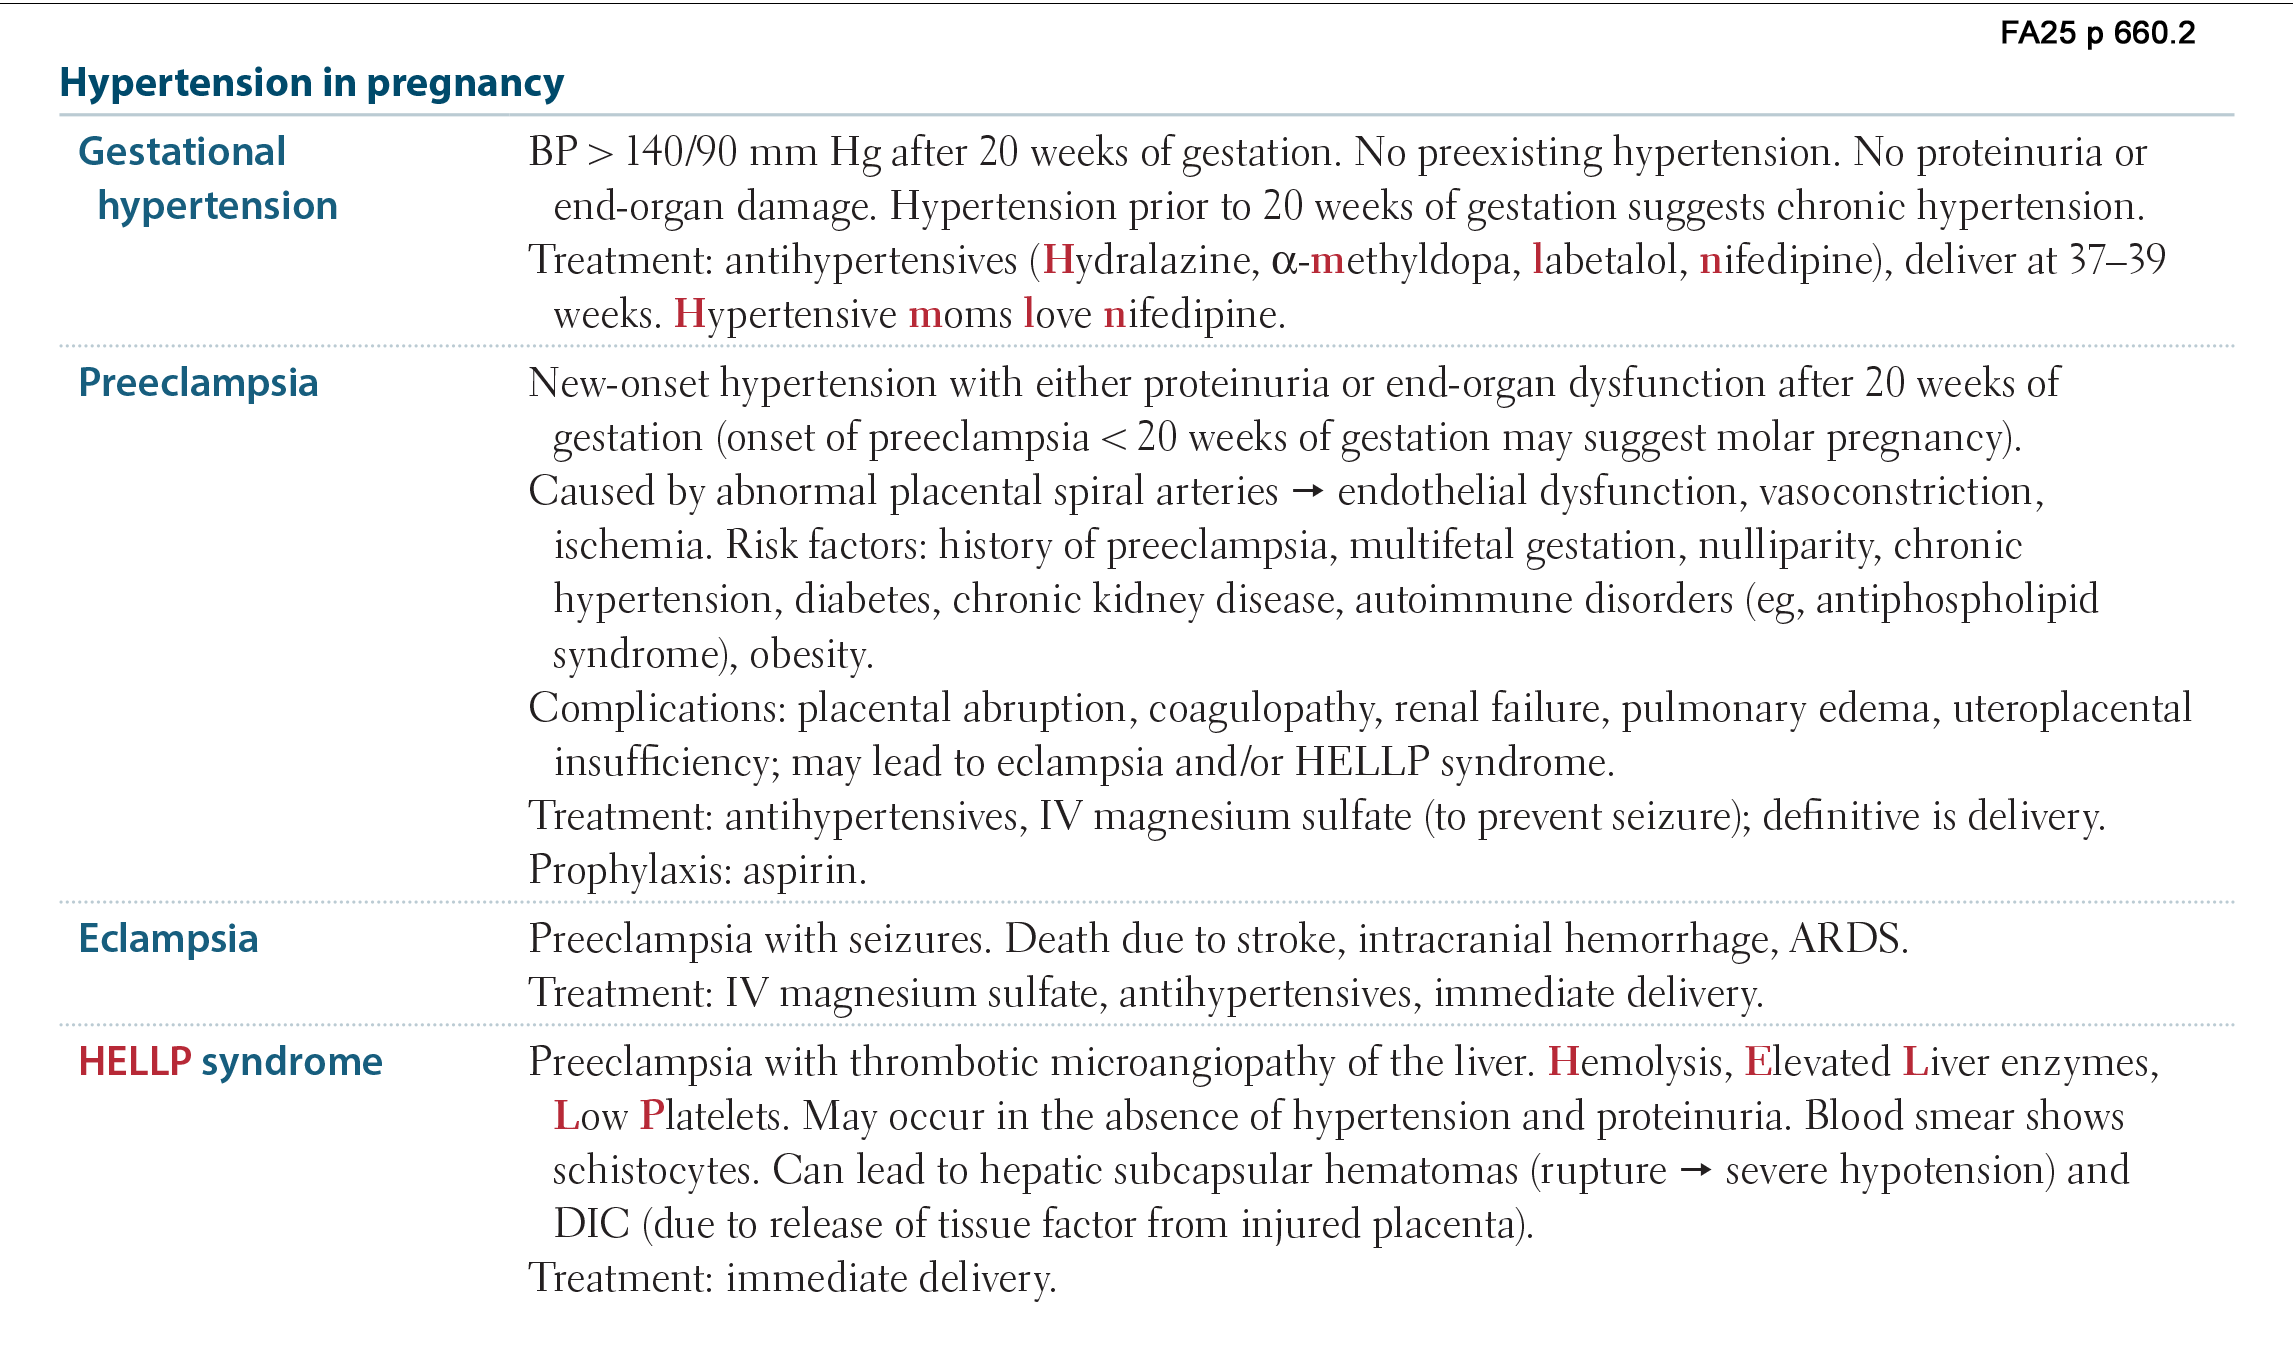 FA25 p 660.2
Hypertension in pregnancy
Gestational
hypertension
BP > 140/90 mm Hg after 20 weeks of gestation. No preexisting hypertension. No proteinuria or
end-organ damage. Hypertension prior to 20 weeks of gestation suggests chronic hypertension.
Treatment: antihypertensives (Hydralazine, α-methyldopa, labetalol, nifedipine), deliver at 37–39
weeks. Hypertensive moms love nifedipine.
Preeclampsia
New-onset hypertension with either proteinuria or end-organ dysfunction after 20 weeks of
gestation (onset of preeclampsia < 20 weeks of gestation may suggest molar pregnancy).
Caused by abnormal placental spiral arteries → endothelial dysfunction, vasoconstriction,
ischemia. Risk factors: history of preeclampsia, multifetal gestation, nulliparity, chronic
hypertension, diabetes, chronic kidney disease, autoimmune disorders (eg, antiphospholipid
syndrome), obesity.
Complications: placental abruption, coagulopathy, renal failure, pulmonary edema, uteroplacental
insufficiency; may lead to eclampsia and/or HELLP syndrome.
Treatment: antihypertensives, IV magnesium sulfate (to prevent seizure); definitive is delivery.
Prophylaxis: aspirin.
Eclampsia
Preeclampsia with seizures. Death due to stroke, intracranial hemorrhage, ARDS.
Treatment: IV magnesium sulfate, antihypertensives, immediate delivery.
HELLP syndrome
Preeclampsia with thrombotic microangiopathy of the liver. Hemolysis, Elevated Liver enzymes,
Low Platelets. May occur in the absence of hypertension and proteinuria. Blood smear shows
schistocytes. Can lead to hepatic subcapsular hematomas (rupture → severe hypotension) and
DIC (due to release of tissue factor from injured placenta).
Treatment: immediate delivery.